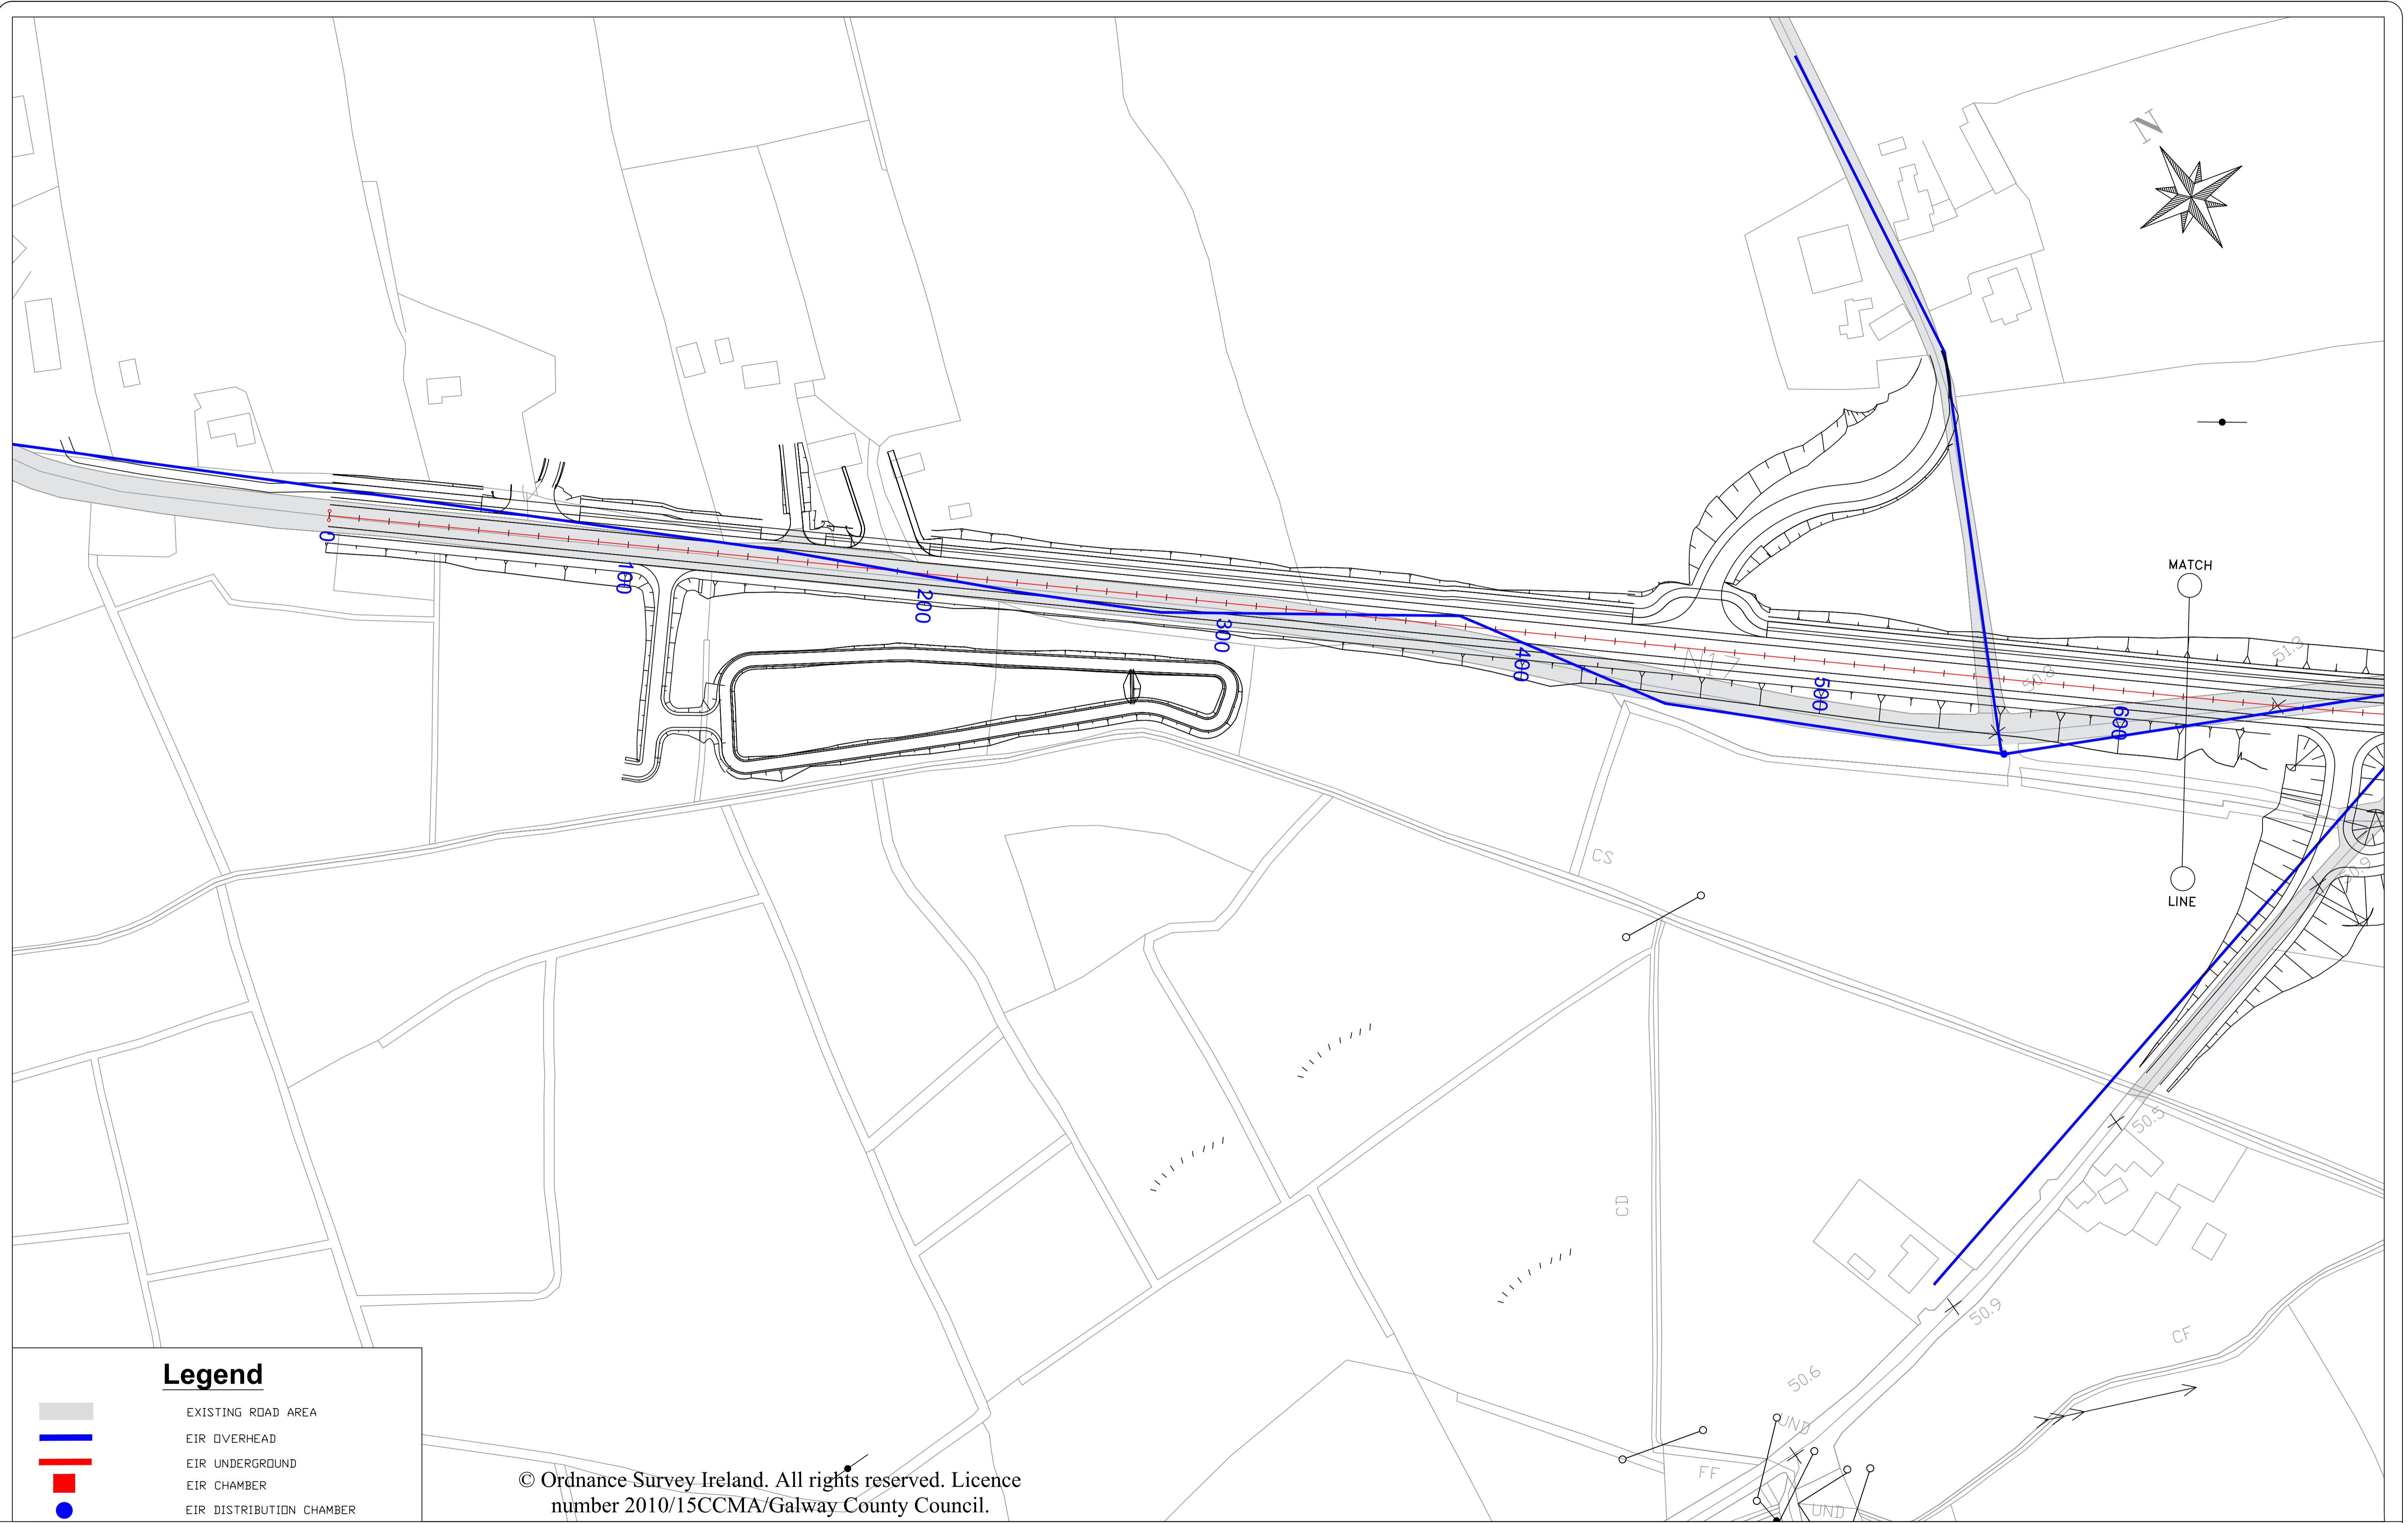 N
MATCH
51.3
0
100
200
300
400
N17
50.8
500
600
CS
50.9
LINE
50.5
CD
50.9
CF
50.6
UND
FF
UND
Legend
EXISTING ROAD AREA
EIR OVERHEAD
EIR UNDERGROUND
EIR CHAMBER
EIR DISTRIBUTION CHAMBER
© Ordnance Survey Ireland. All rights reserved. Licence
number 2010/15CCMA/Galway County Council.